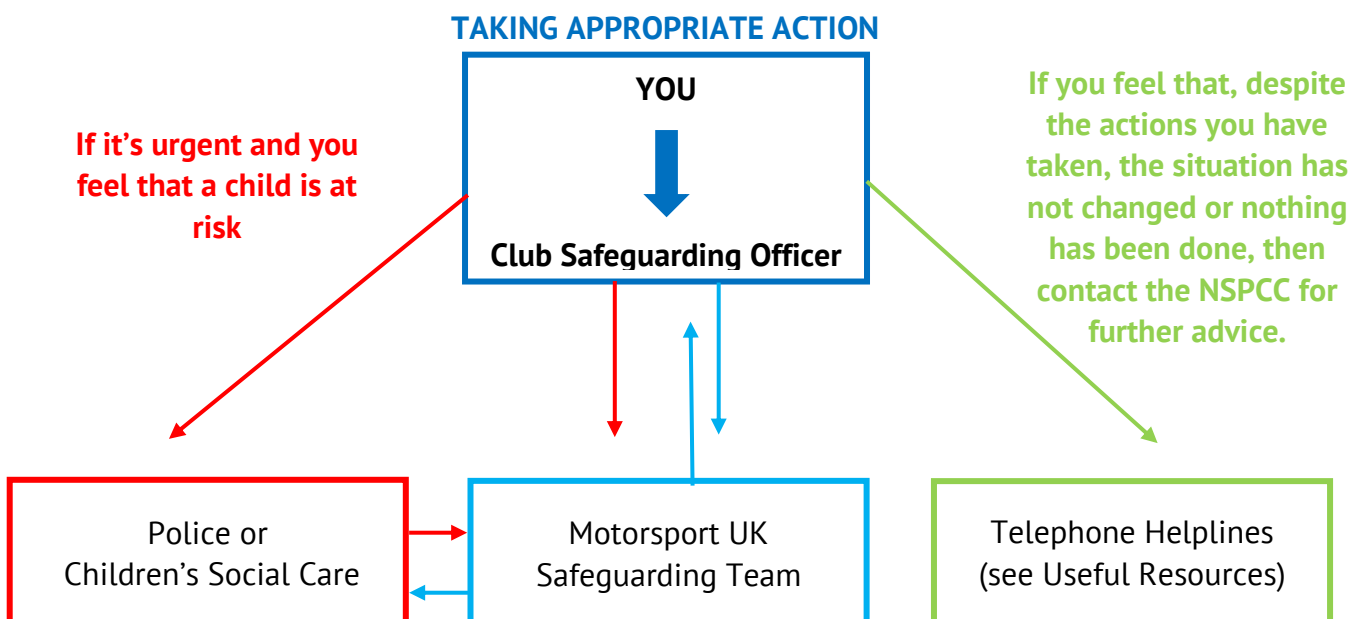 TAKING APPROPRIATE ACTION
YOU
Club Safeguarding Officer
If it’s urgent and you
feel that a child is at
risk
If you feel that, despite
the actions you have
taken, the situation has
not changed or nothing
has been done, then
contact the NSPCC for
further advice.
Police or
Children’s Social Care
Motorsport UK
Safeguarding Team
Telephone Helplines
(see Useful Resources)